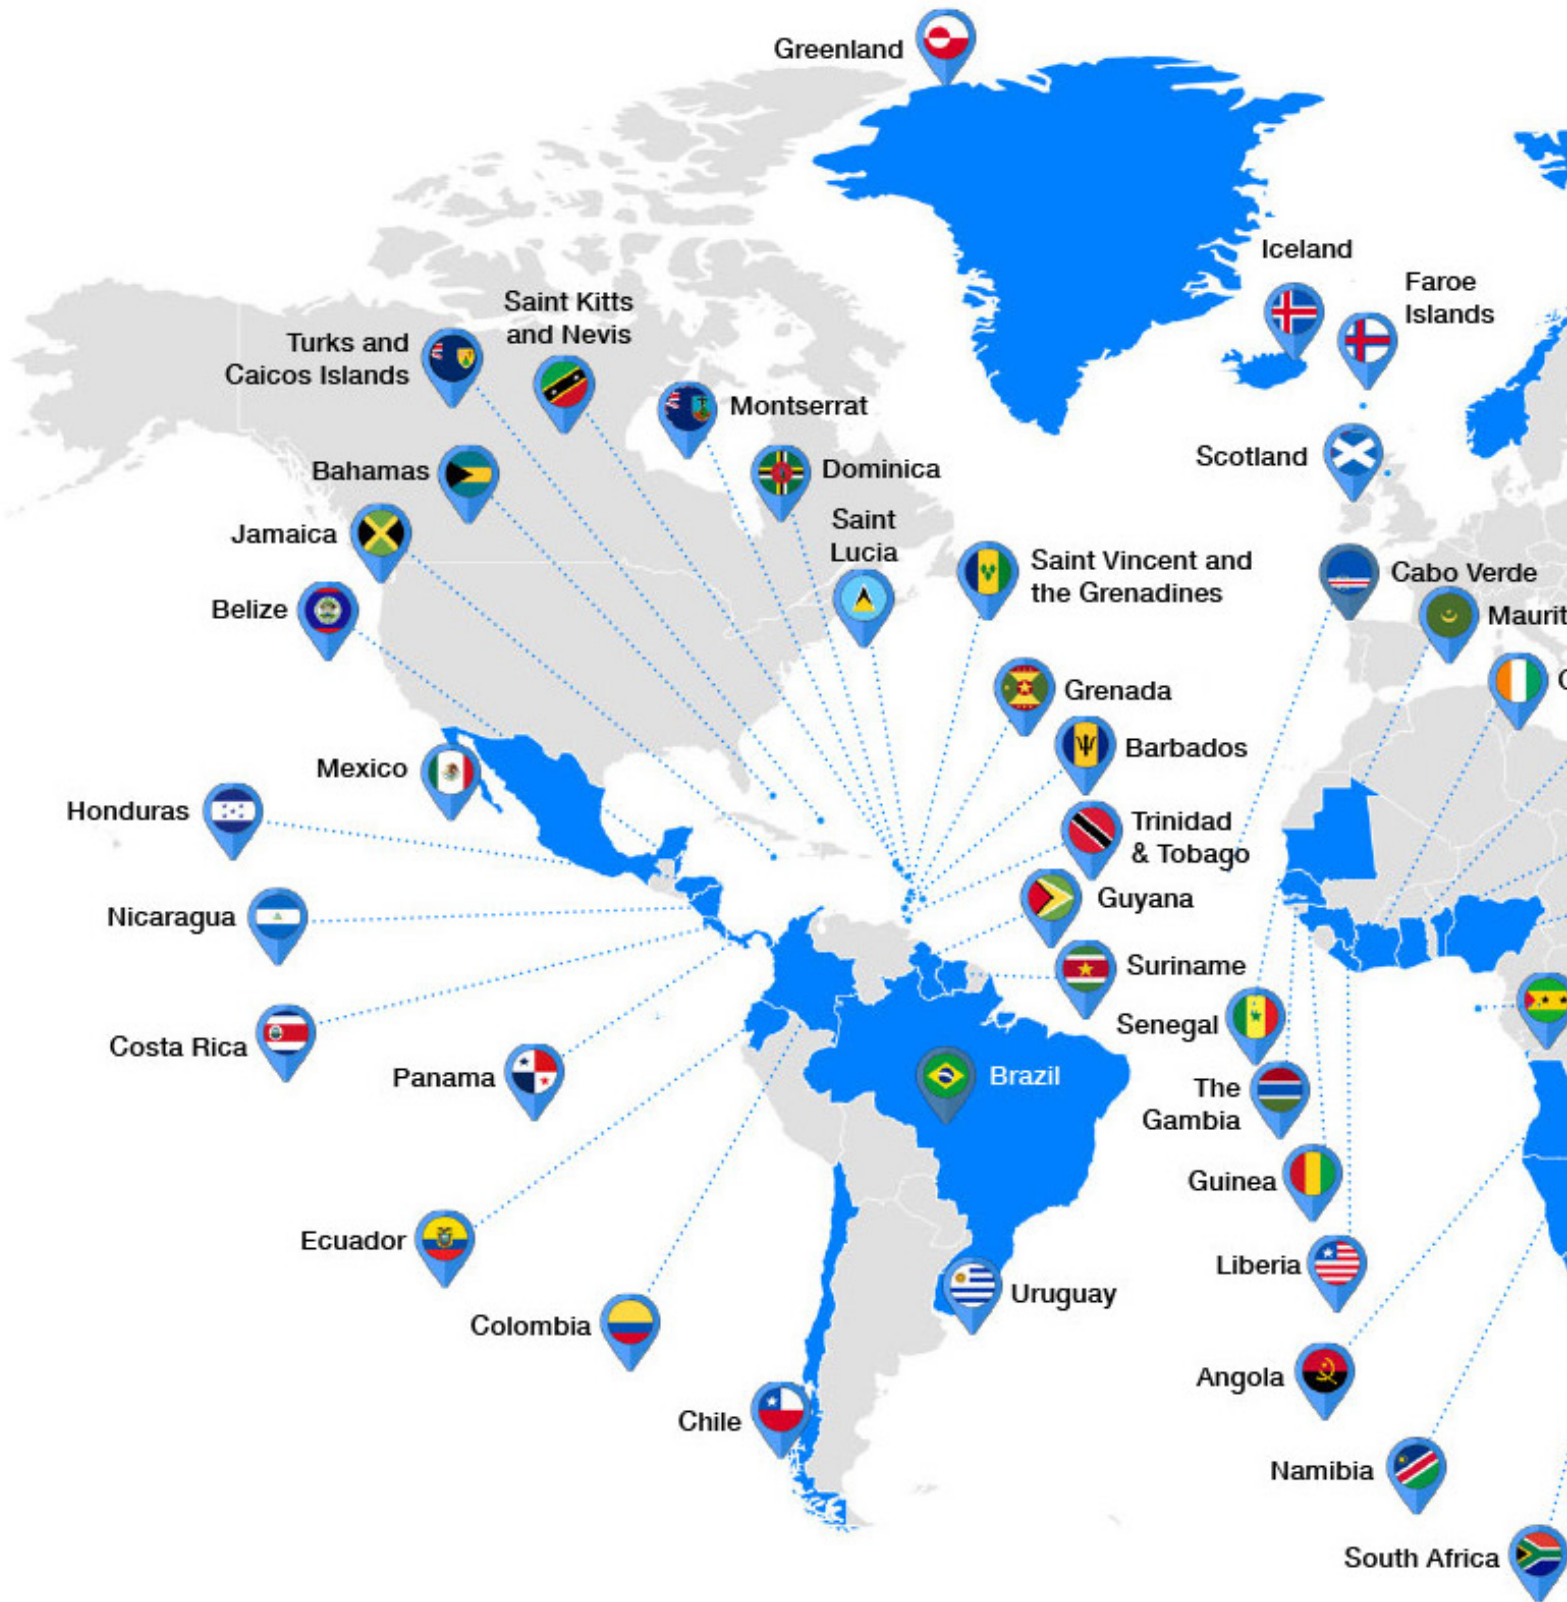 Greenland
Iceland
Faroe
Islands
Saint Kitts
and Nevis
Turks and
Caicos Islands
Montserrat
Scotland
Bahamas
Dominica
Saint
Lucia
Jamaica
Saint Vincent and
the Grenadines
Cabo Verde
Belize
Maurit
Grenada
Barbados
Mexico
Honduras
Trinidad
& Tobago
Guyana
Nicaragua
Suriname
Senegal
Costa Rica
Panama
Brazil
The
Gambia
Guinea
Ecuador
Liberia
Uruguay
Colombia
Angola
Chile
Namibia
South Africa